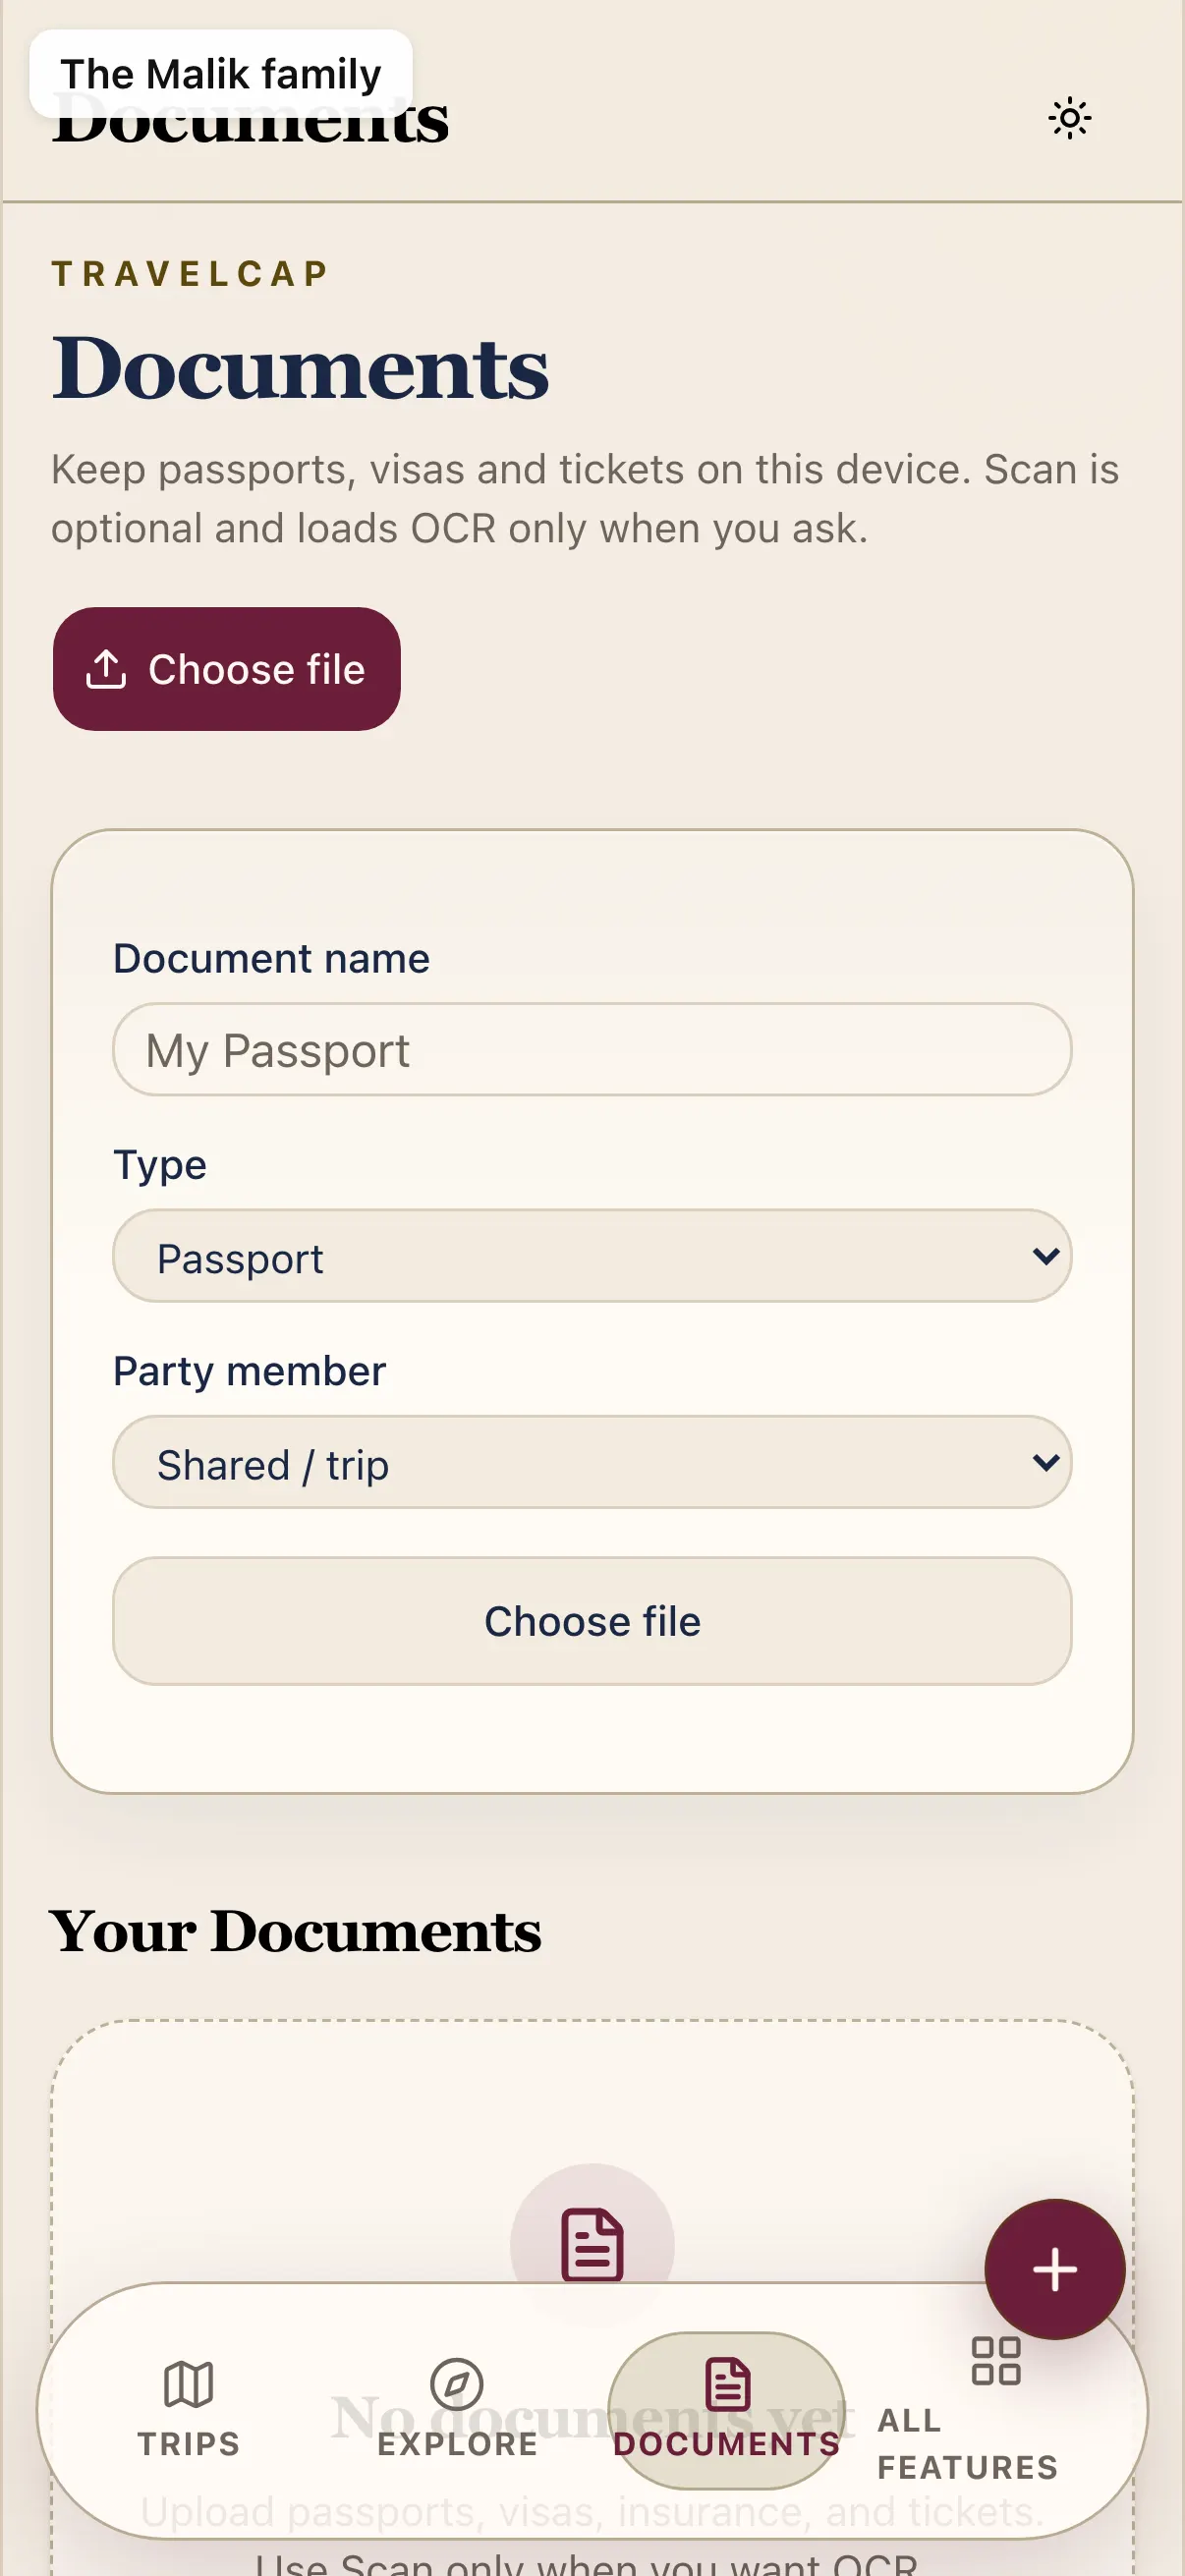 The Malik family
Documents
TRAVELCAP
Documents
Keep passports, visas and tickets on this device. Scan is
optional and loads OCR only when you ask.
Choose file
Document name
My Passport
Type
Passport
Party member
Shared / trip
Choose file
Your Documents
No documents yet
TRIPS
EXPLORE
DOCUMENTS
ALL
FEATURES
Upload passports, visas, insurance, and tickets.
Use Scan only when you want OCR